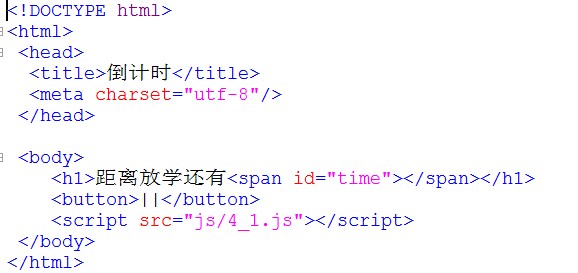 <!DOCTYPE html>
<html>
<head>
<title>倒计时</title>
<meta charset="utf-8"/>
</head>
<body>
<h1>距离放学还有<span id="time"></span></h1>
<button>||</button>
<script src="js/4_1.js"></script>
</body>
</html>